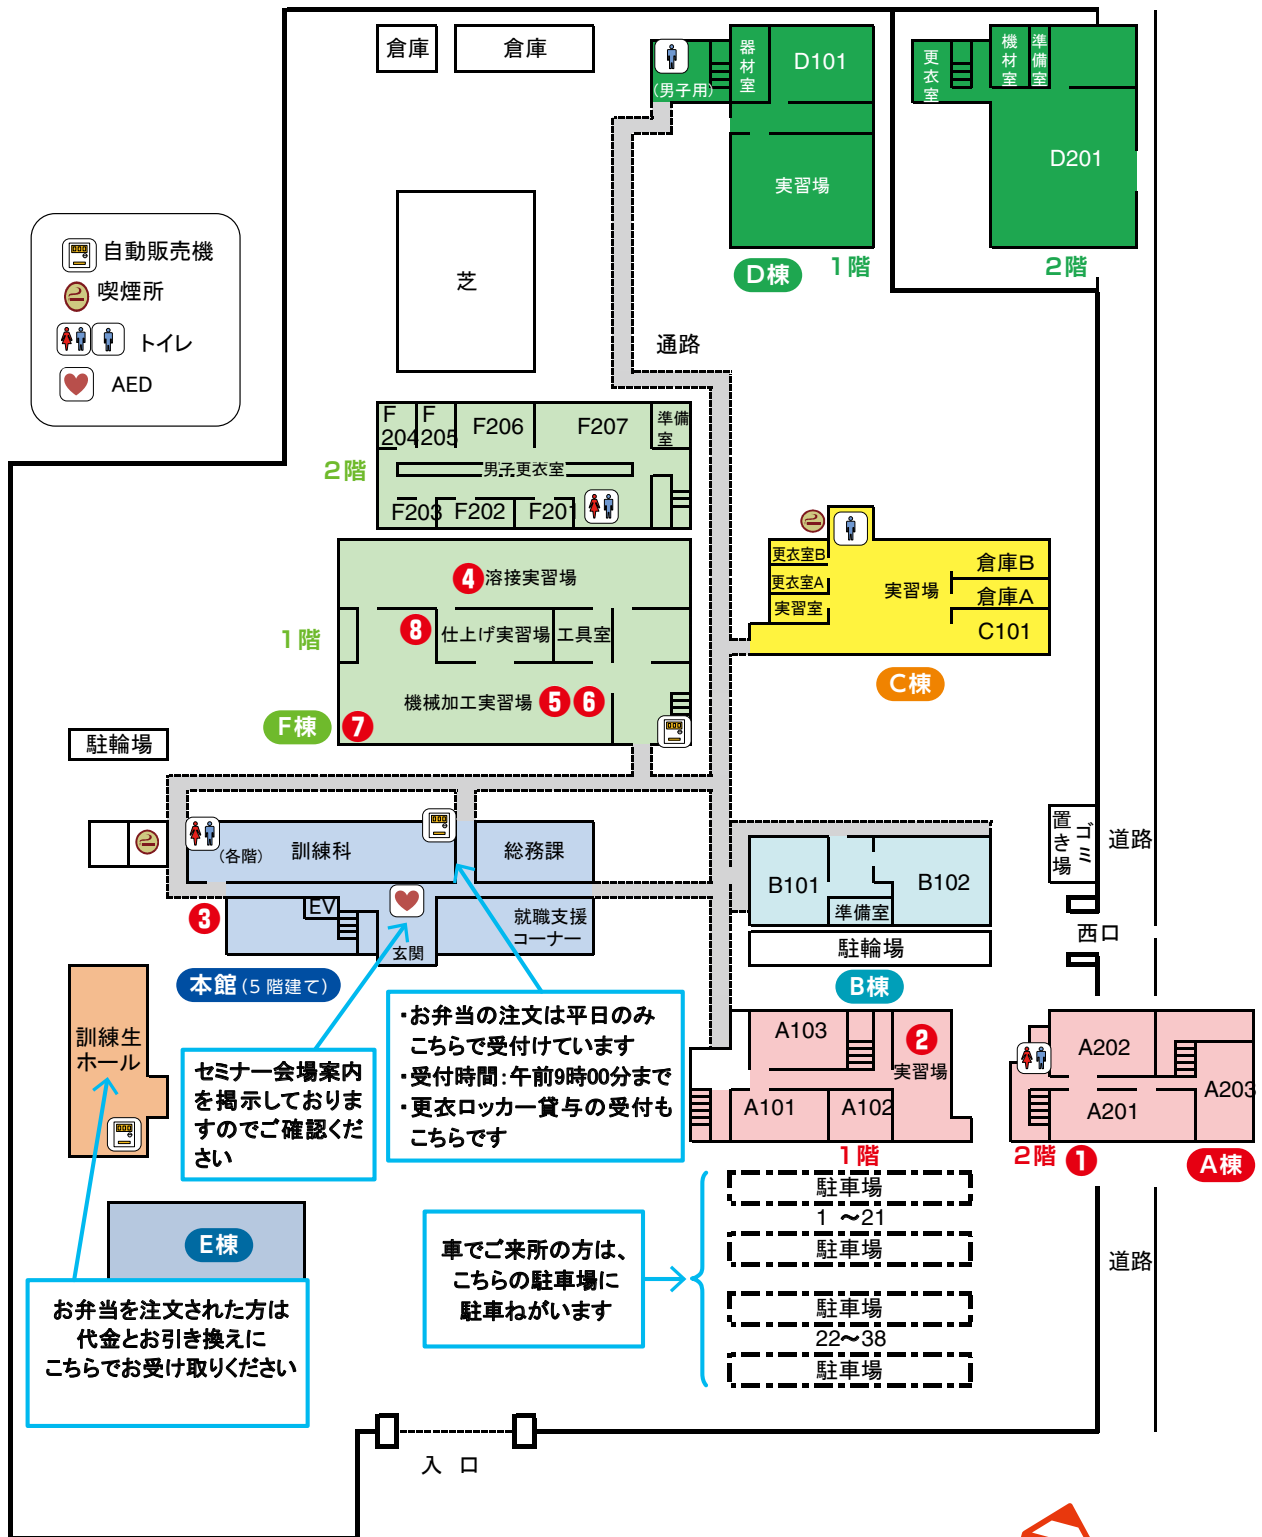 倉庫
倉庫
(男子用)
器材室
D101
実習場
D棟
1階
更衣室
機材室
準備室
D201
2階
自動販売機
喫煙所
トイレ
AED
芝
通路
F204
F205
F206
F207
準備室
2階
男子更衣室
F203
F202
F201
4 溶接実習場
8
仕上げ実習場
工具室
1階
機械加工実習場 5 6
F棟
7
更衣室B
更衣室A
実習室
実習場
倉庫B
倉庫A
C101
C棟
駐輪場
(各階)
訓練科
総務課
3
EV
玄関
就職支援
コーナー
本館(5階建て)
B101
準備室
B102
駐輪場
B棟
ゴミ
置き場
道路
西口
訓練生
ホール
セミナー会場案内
を掲示しておりま
すのでご確認くだ
さい
・お弁当の注文は平日のみ
こちらで受付けています
・受付時間:午前9時00分まで
・更衣ロッカー貸与の受付も
こちらです
A103
2
実習場
A101
A102
1階
A202
A201
A203
2階
1
A棟
E棟
お弁当を注文された方は
代金とお引き換えに
こちらでお受け取りください
車でご来所の方は、
こちらの駐車場に
駐車ねがいます
駐車場
1 ～21
駐車場
駐車場
22～38
駐車場
道路
入 口